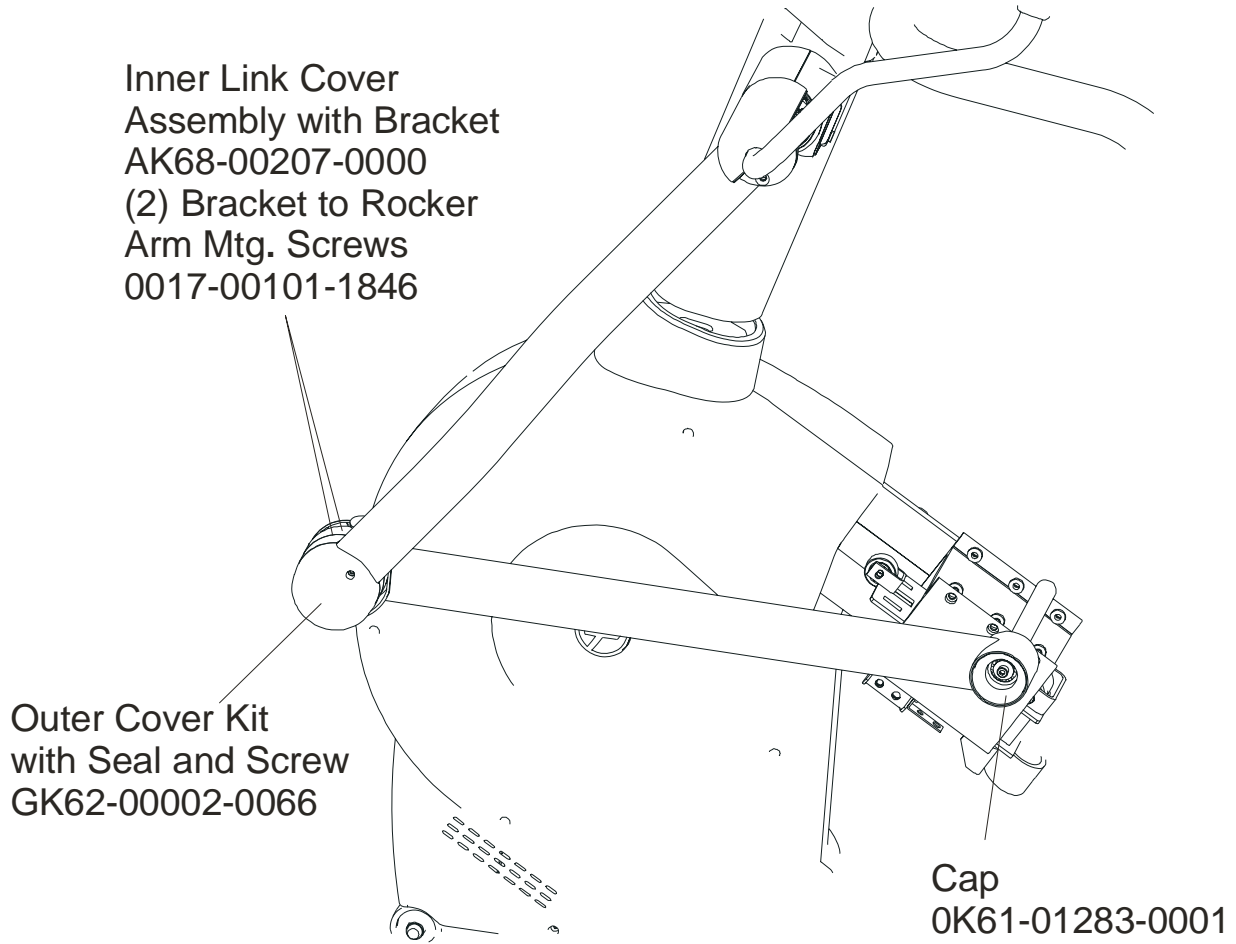 Inner Link Cover
Assembly with Bracket
AK68-00207-0000
(2) Bracket to Rocker
Arm Mtg. Screws
0017-00101-1846
Outer Cover Kit
with Seal and Screw
GK62-00002-0066
Cap
0K61-01283-0001